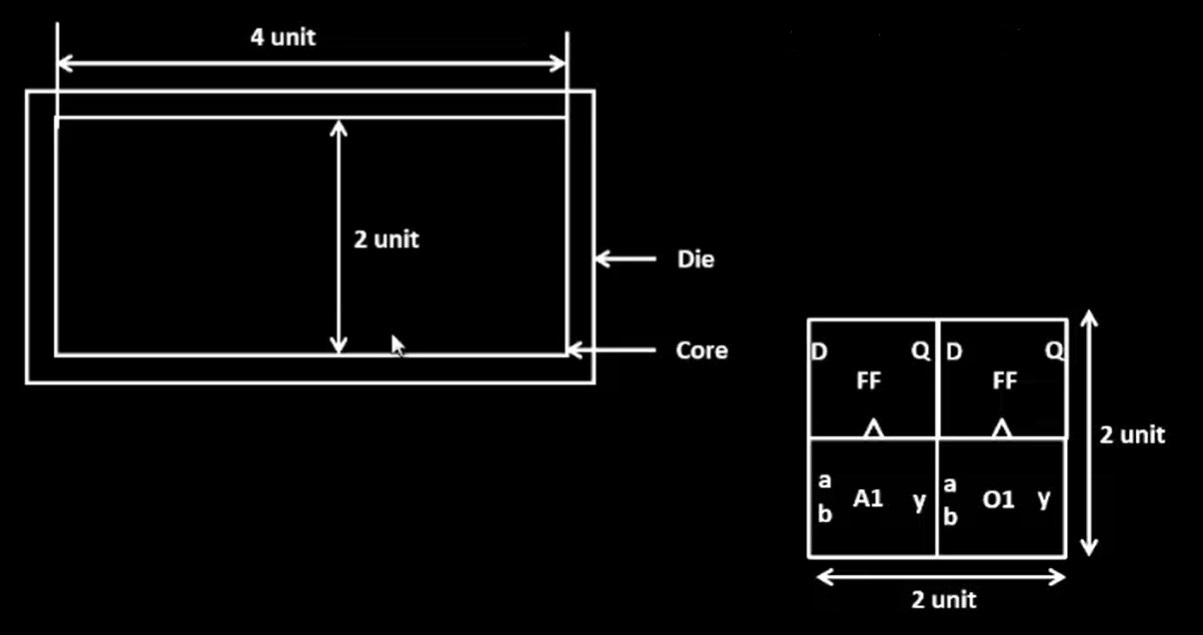 4 unit
2 unit
Die
Core
D Q D Q
FF FF
2 unit
a A1 y a O1 y
b b
2 unit